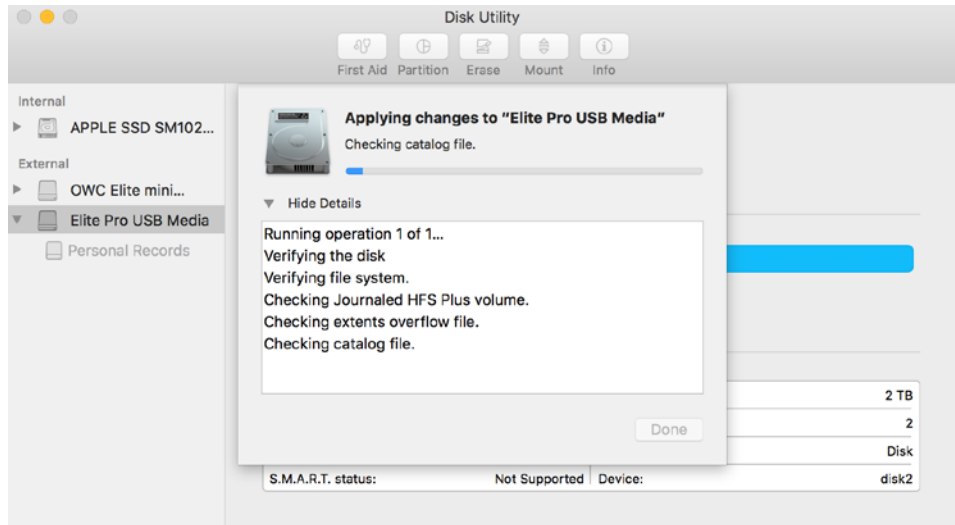 Disk Utility
First Aid Partition Erase Mount Info
Internal
APPLE SSD SM102...
External
OWC Elite mini...
Elite Pro USB Media
Personal Records
Applying changes to "Elite Pro USB Media"
Checking catalog file.
Hide Details
Running operation 1 of 1...
Verifying the disk
Verifying file system.
Checking Journaled HFS Plus volume.
Checking extents overflow file.
Checking catalog file.
Done
2 TB
2
Disk
S.M.A.R.T. status: Not Supported Device: disk2